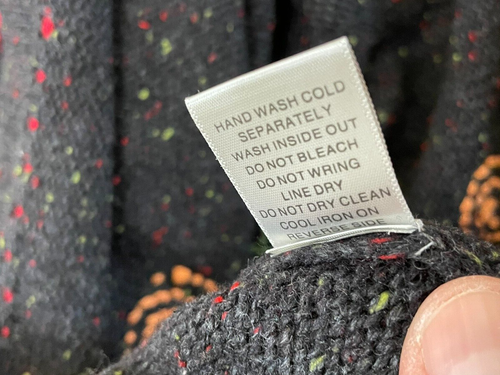 HAND WASH COLD
SEPARATELY
WASH INSIDE OUT
DO NOT BLEACH
DO NOT WRING
LINE DRY
DO NOT DRY CLEAN
COOL IRON ON
REVERSE SIDE